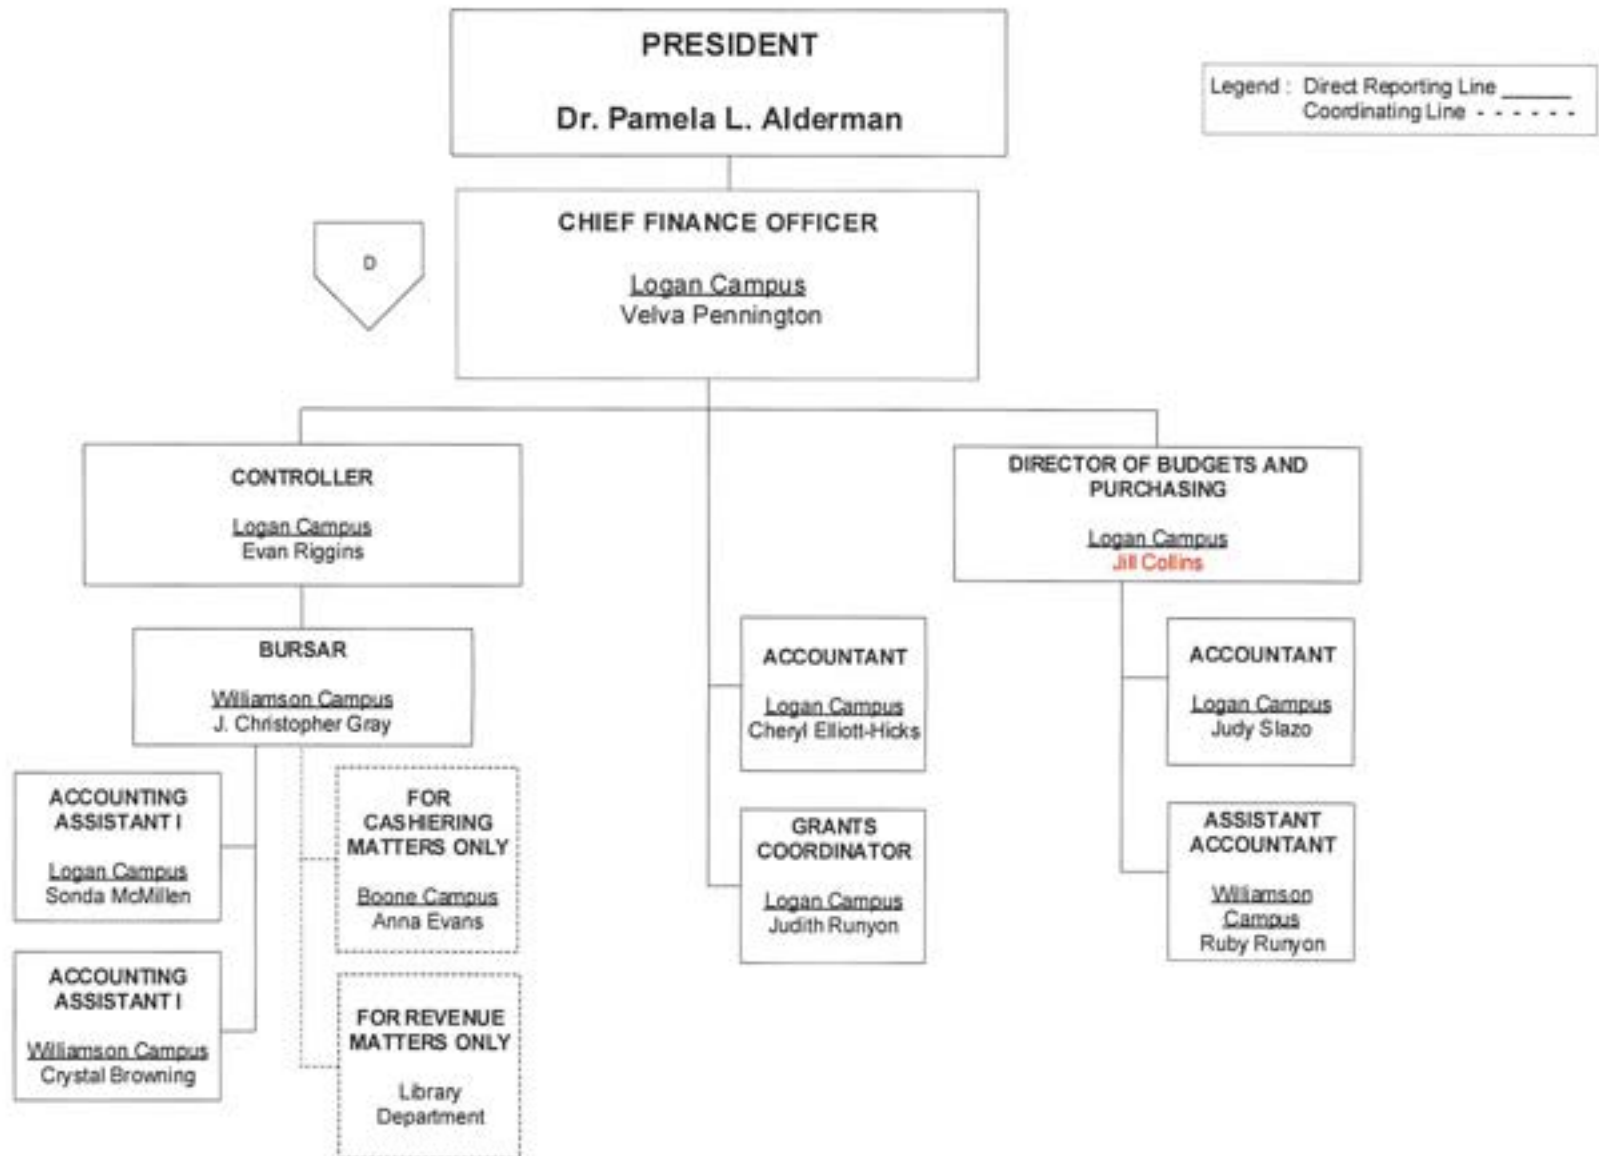 PRESIDENT
Dr. Pamela L. Alderman
Legend : Direct Reporting Line ______
Coordinating Line - - - - - -
CHIEF FINANCE OFFICER
Logan Campus
Velva Pennington
D
CONTROLLER
Logan Campus
Evan Riggins
DIRECTOR OF BUDGETS AND
PURCHASING
Logan Campus
Jill Collins
BURSAR
Williamson Campus
J. Christopher Gray
ACCOUNTANT
Logan Campus
Cheryl Elliott-Hicks
ACCOUNTANT
Logan Campus
Judy Slazo
ACCOUNTING
ASSISTANT I
Logan Campus
Sonda McMillen
FOR
CASHIERING
MATTERS ONLY
Boone Campus
Anna Evans
GRANTS
COORDINATOR
Logan Campus
Judith Runyon
ASSISTANT
ACCOUNTANT
Williamson
Campus
Ruby Runyon
ACCOUNTING
ASSISTANT I
Williamson Campus
Crystal Browning
FOR REVENUE
MATTERS ONLY
Library
Department